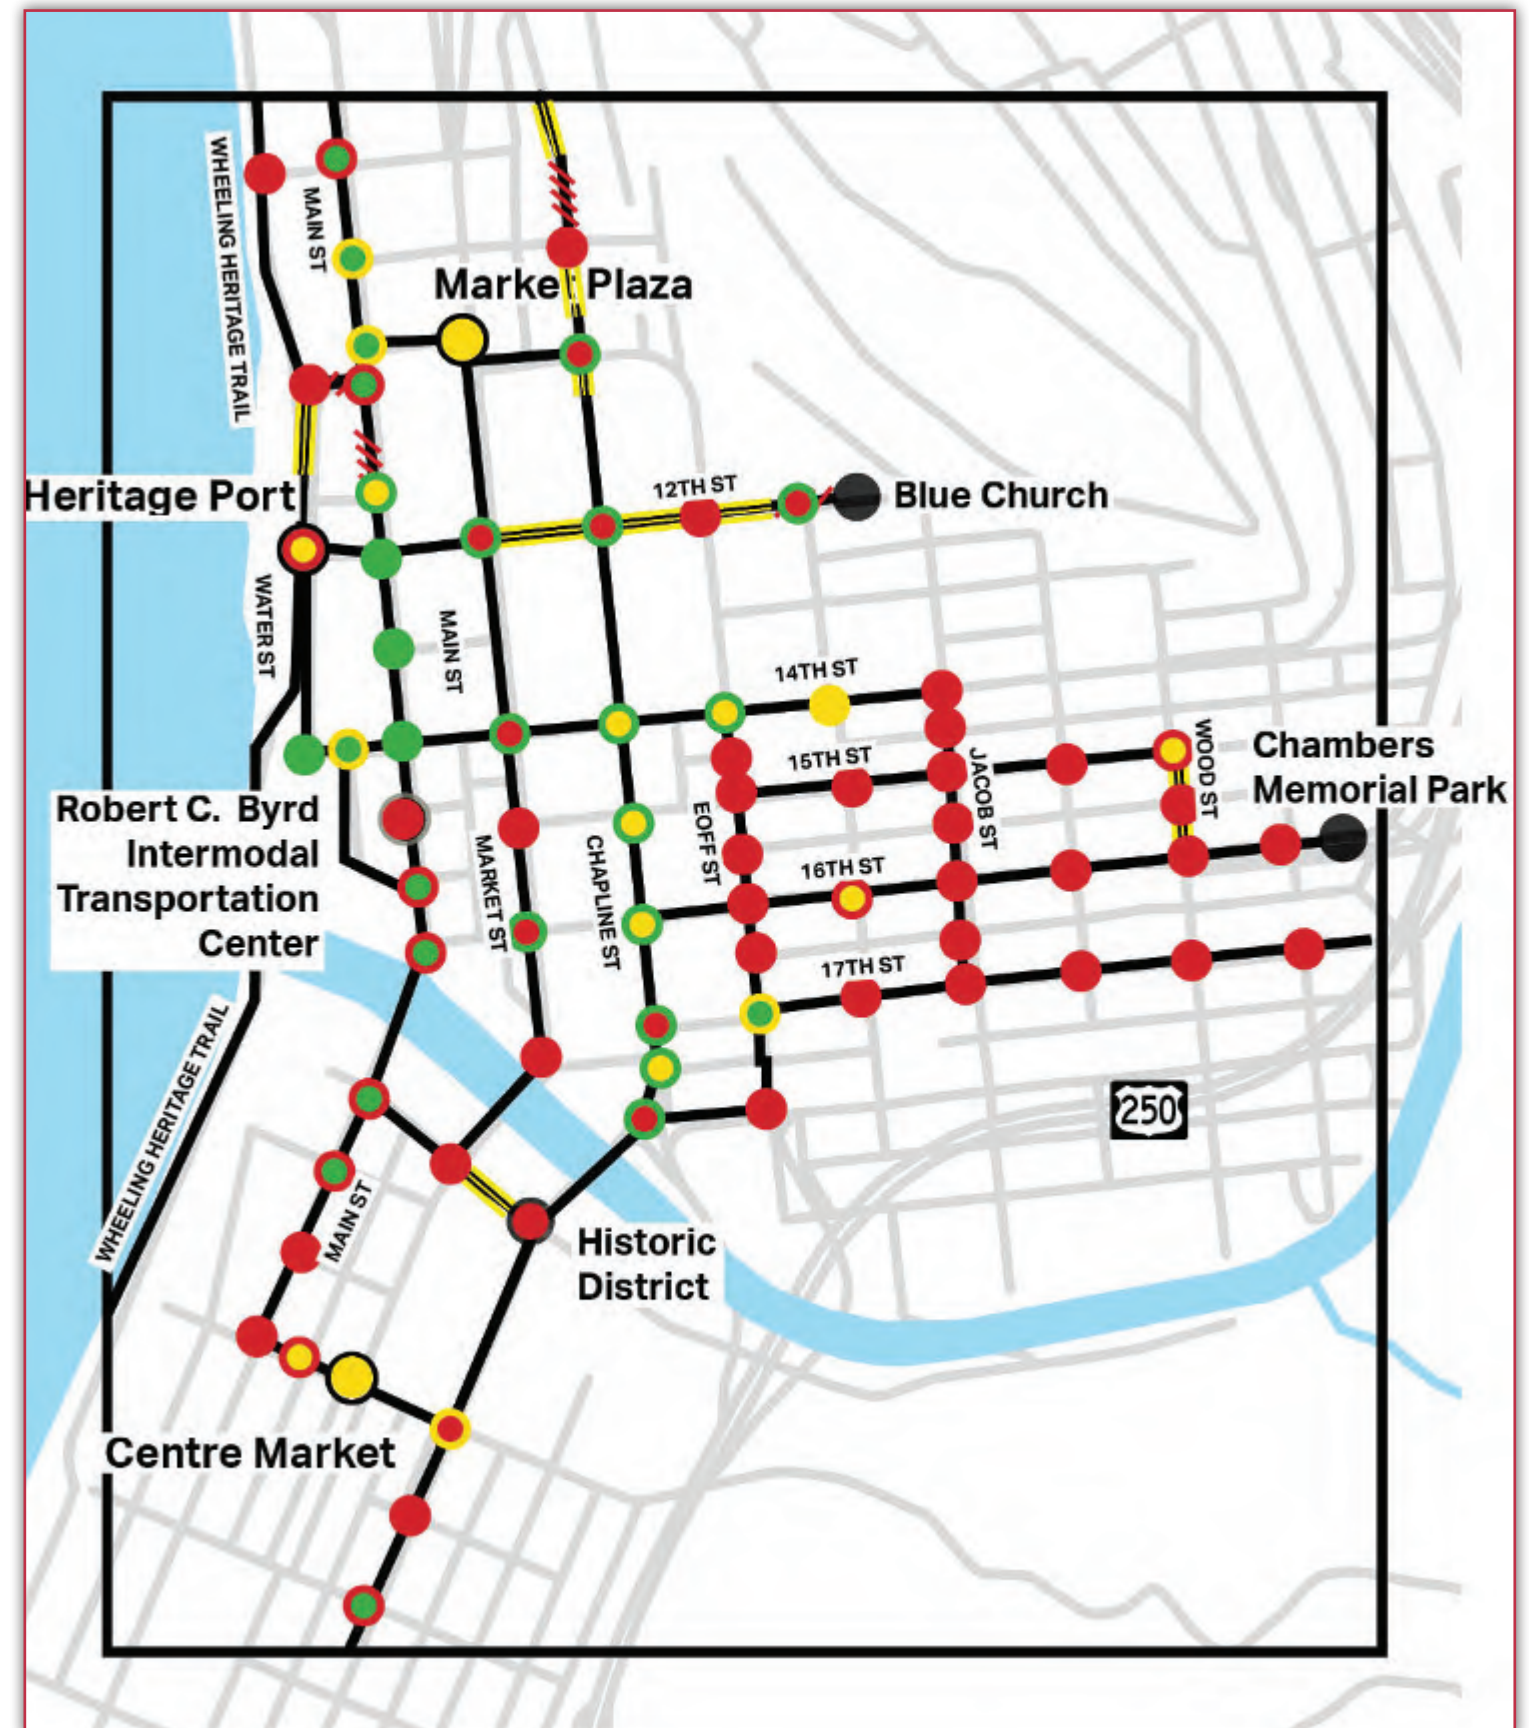 WHEELING HERITAGE TRAIL
MAIN ST
Market Plaza
Heritage Port
12TH ST
Blue Church
WATER ST
MAIN ST
14TH ST
15TH ST
JACOB ST
WOOD ST
Chambers
Memorial Park
Robert C. Byrd
Intermodal
Transportation
Center
MARKET ST
CHAPLINE ST
EOFF ST
16TH ST
17TH ST
WHEELING HERITAGE TRAIL
250
MAIN ST
Historic
District
Centre Market